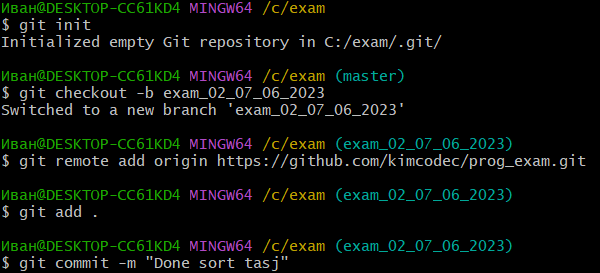 Иван@DESKTOP-CC61KD4 MINGW64 /c/exam
$ git init
Initialized empty Git repository in C:/exam/.git/
Иван@DESKTOP-CC61KD4 MINGW64 /c/exam (master)
$ git checkout -b exam_02_07_06_2023
Switched to a new branch 'exam_02_07_06_2023'
Иван@DESKTOP-CC61KD4 MINGW64 /c/exam (exam_02_07_06_2023)
$ git remote add origin https://github.com/kimcodec/prog_exam.git
Иван@DESKTOP-CC61KD4 MINGW64 /c/exam (exam_02_07_06_2023)
$ git add .
Иван@DESKTOP-CC61KD4 MINGW64 /c/exam (exam_02_07_06_2023)
$ git commit -m "Done sort tasj"